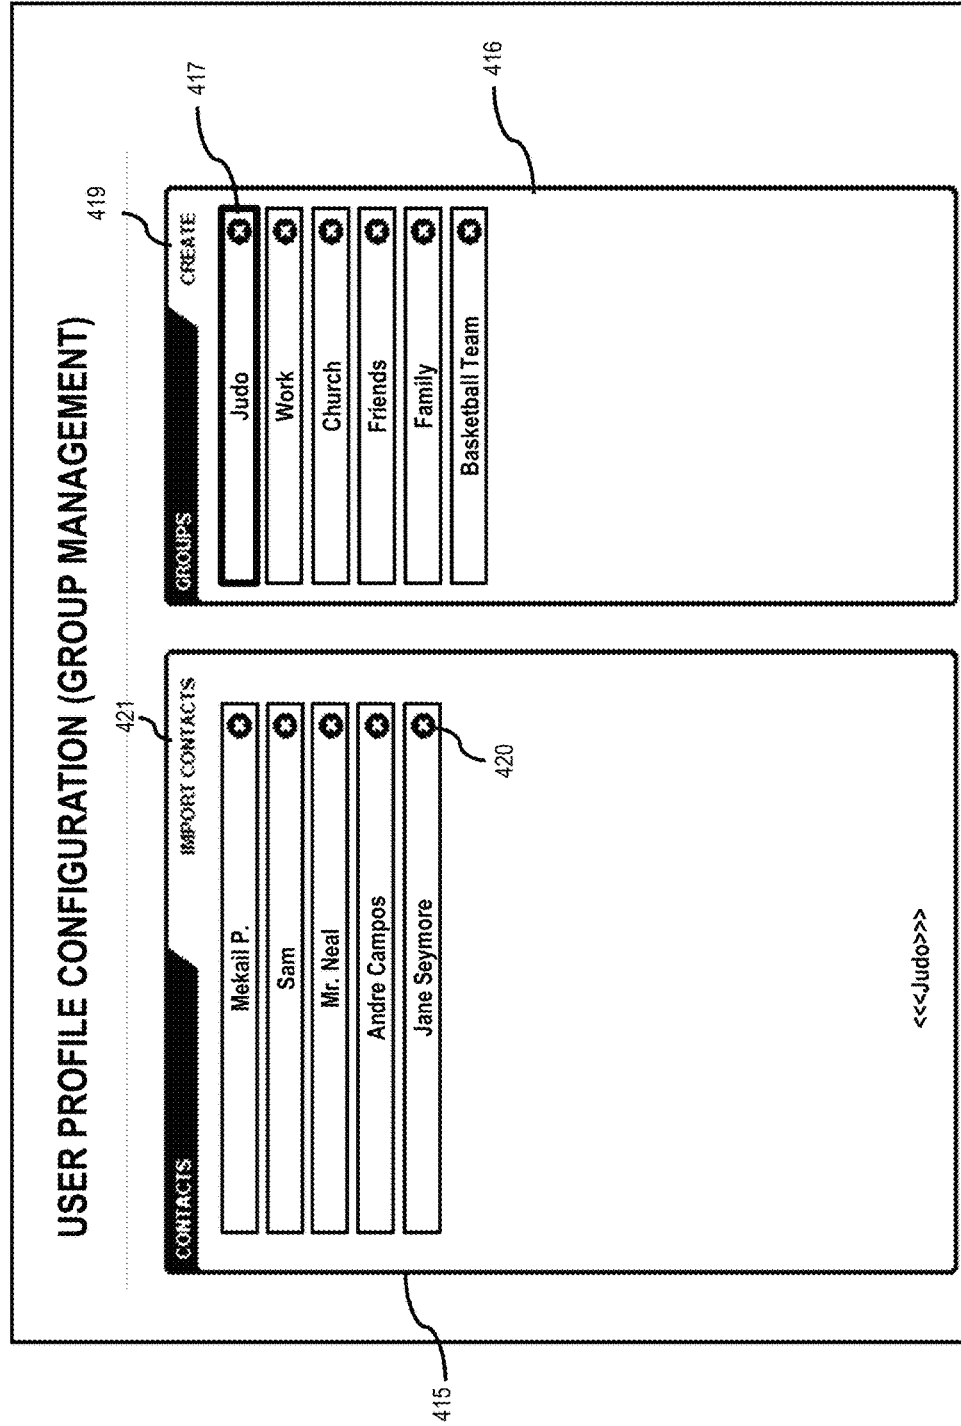 USER PROFILE CONFIGURATION (GROUP MANAGEMENT)
421
419
CONTACTS
IMPORT CONTACTS
Mekail P.
Sam
Mr. Neal
Andre Campos
Jane Seymore
420
<<<Judo>>>
415
GROUPS
CREATE
417
Judo
Work
Church
Friends
Family
Basketball Team
416